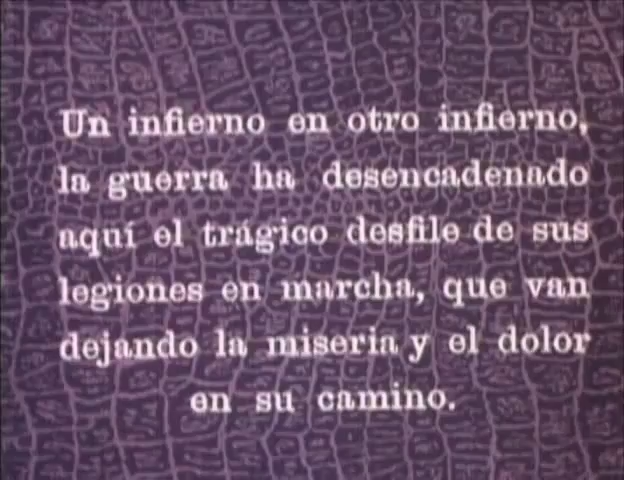 Un infierno en otro infierno,
la guerra ha desencadenado
aquí el trágico desfile de sus
legiones en marcha, que van
dejando la miseria y el dolor
en su camino.